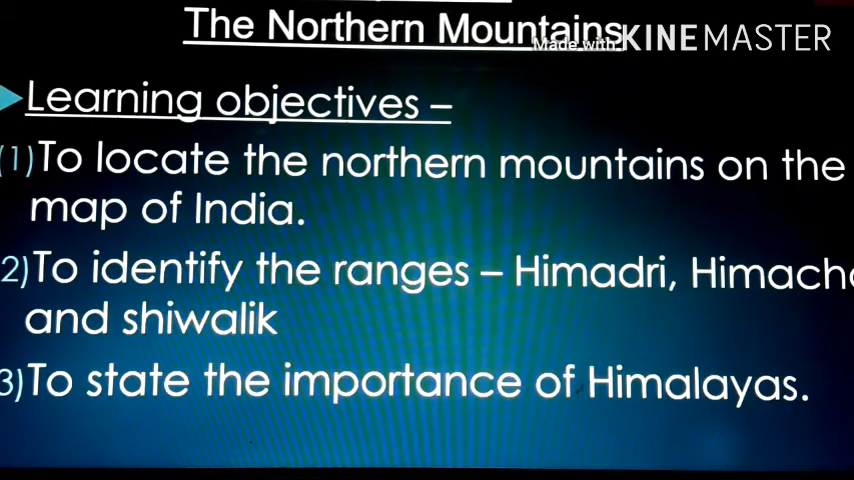 The Northern Mountains
Made with KINEMASTER
Learning objectives –
(1)To locate the northern mountains on the
map of India.
2)To identify the ranges – Himadri, Himach
and shiwalik
3)To state the importance of Himalayas.